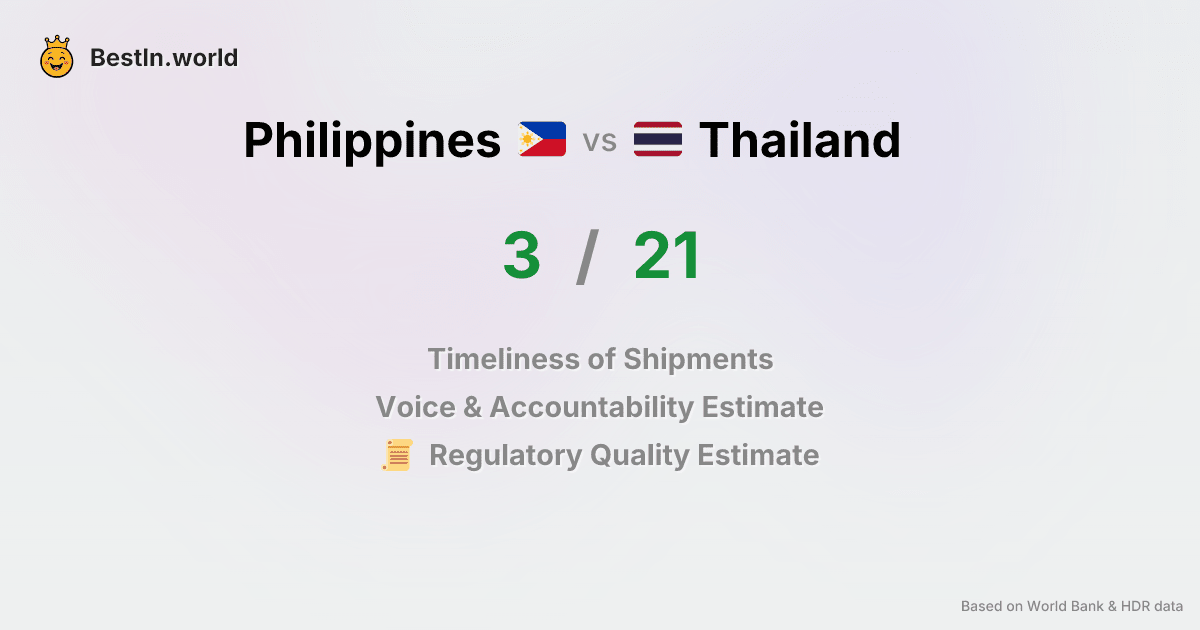 BestIn.world
Philippines vs Thailand
3 / 21
Timeliness of Shipments
Voice & Accountability Estimate
Regulatory Quality Estimate
Based on World Bank & HDR data